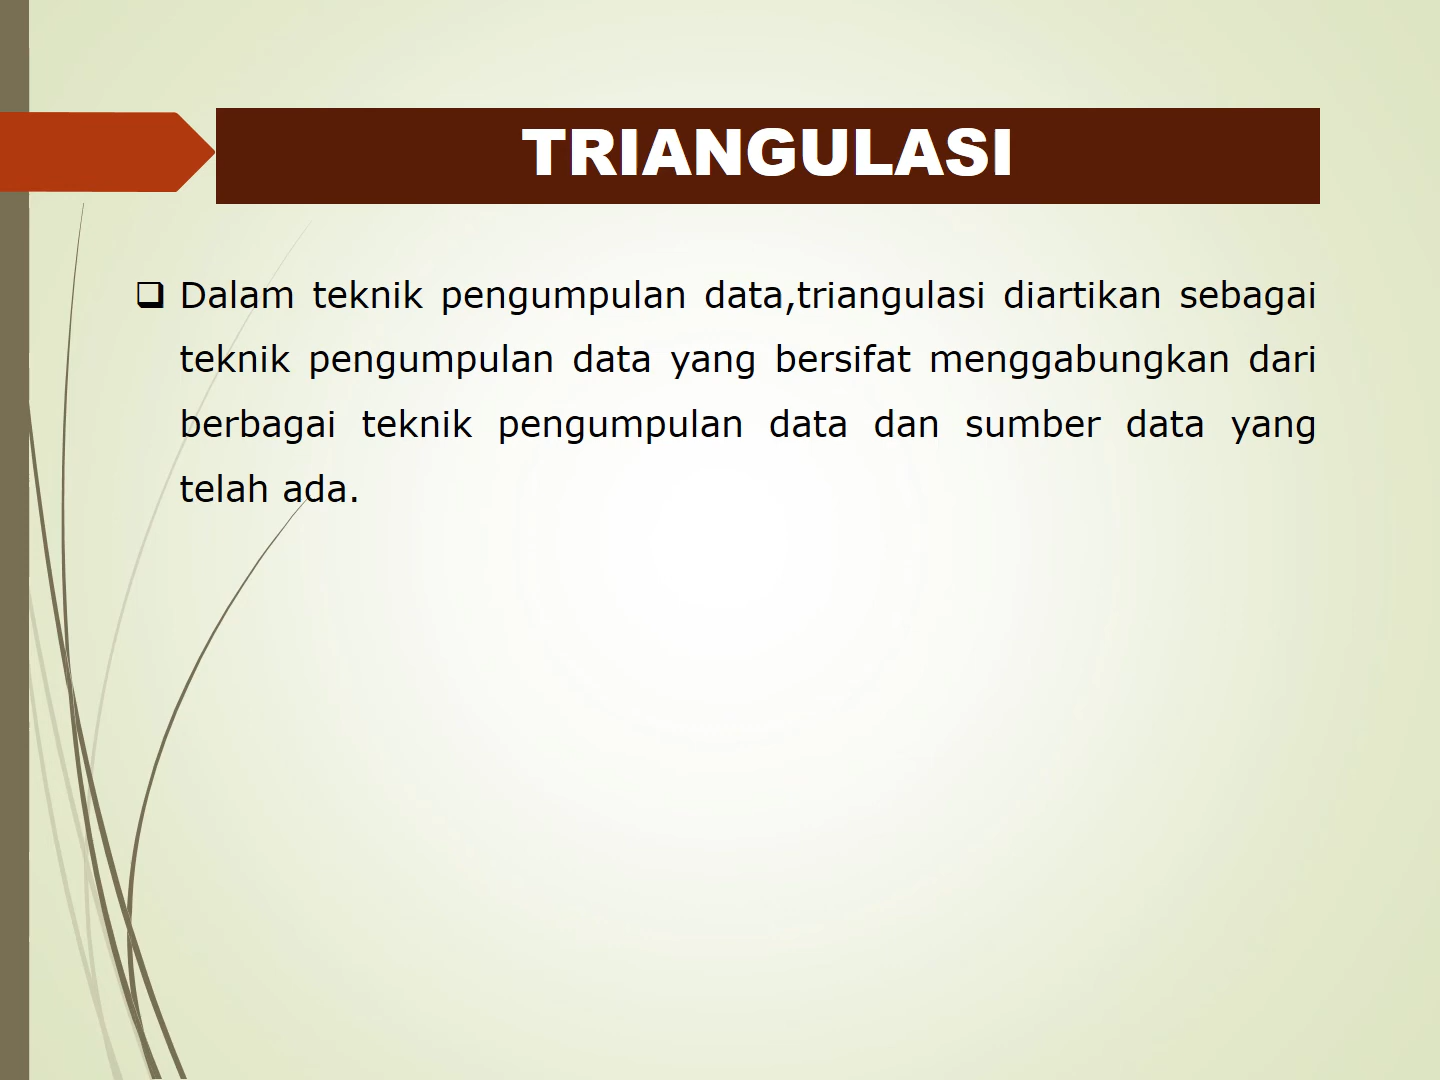 TRIANGULASI
❑ Dalam teknik pengumpulan data,triangulasi diartikan sebagai
teknik pengumpulan data yang bersifat menggabungkan dari
berbagai teknik pengumpulan data dan sumber data yang
telah ada.